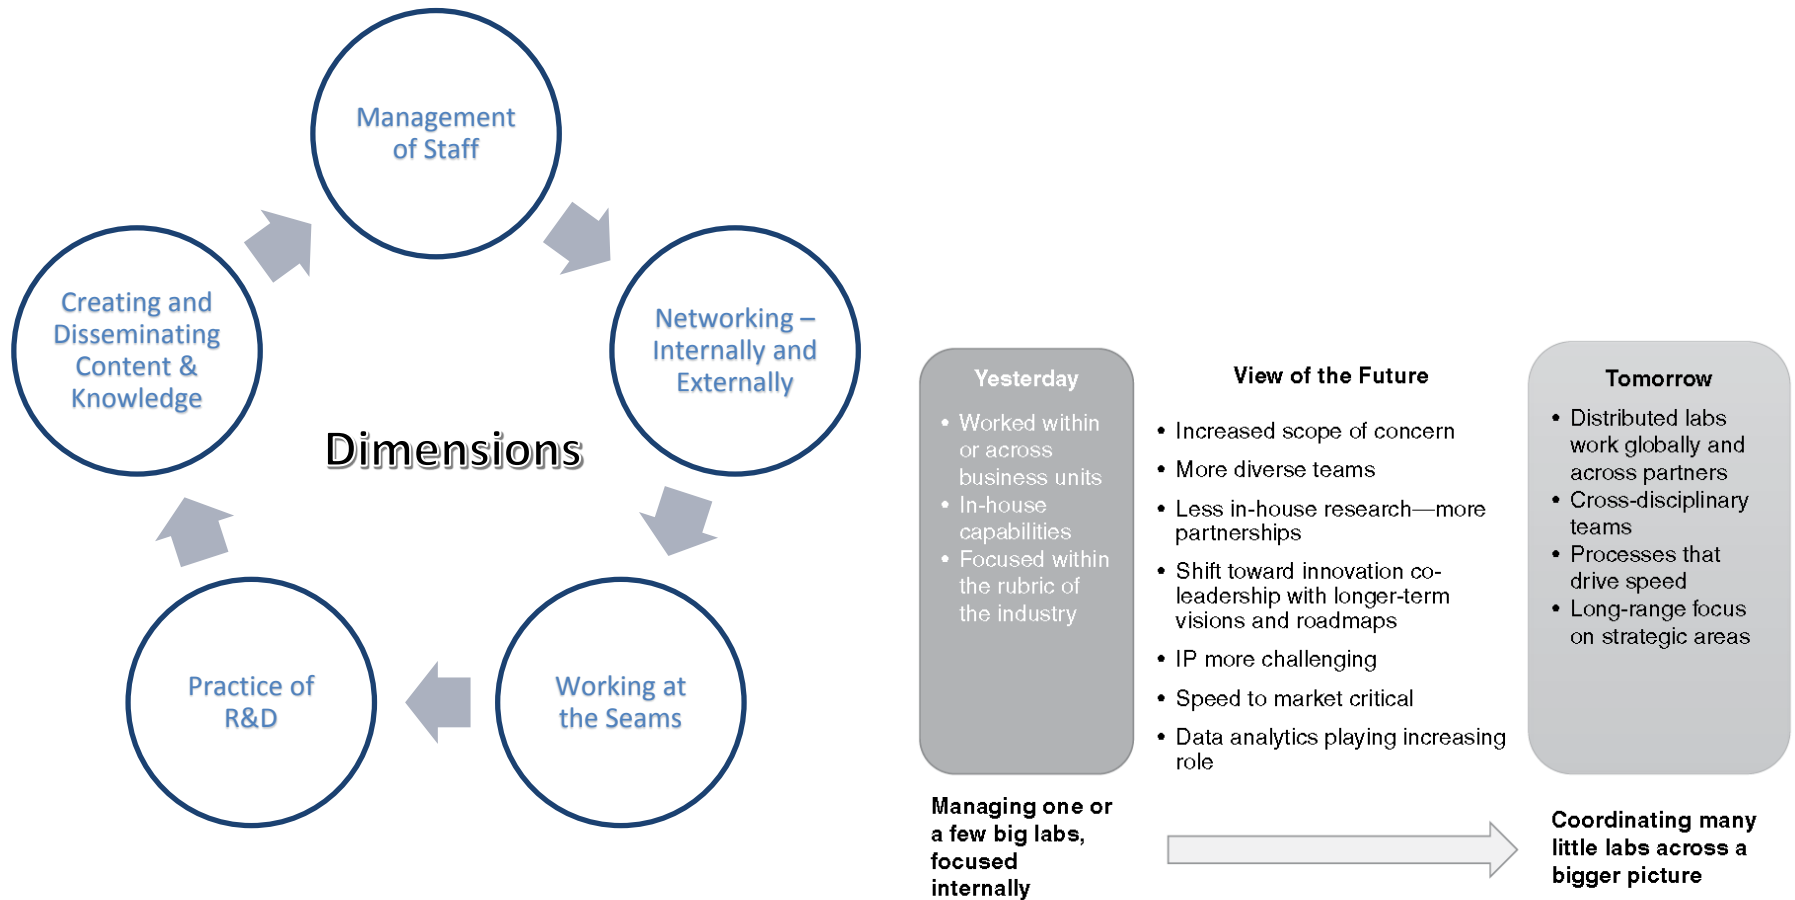 Management
of Staff
Networking –
Internally and
Externally
Working at
the Seams
Practice of
R&D
Creating and
Disseminating
Content &
Knowledge
Dimensions
Yesterday
• Worked within
or across
business units
• In-house
capabilities
• Focused within
the rubric of
the industry
Managing one or
a few big labs,
focused
internally
View of the Future
• Increased scope of concern
• More diverse teams
• Less in-house research—more
partnerships
• Shift toward innovation co-
leadership with longer-term
visions and roadmaps
• IP more challenging
• Speed to market critical
• Data analytics playing increasing
role
Tomorrow
• Distributed labs
work globally and
across partners
• Cross-disciplinary
teams
• Processes that
drive speed
• Long-range focus
on strategic areas
Coordinating many
little labs across a
bigger picture